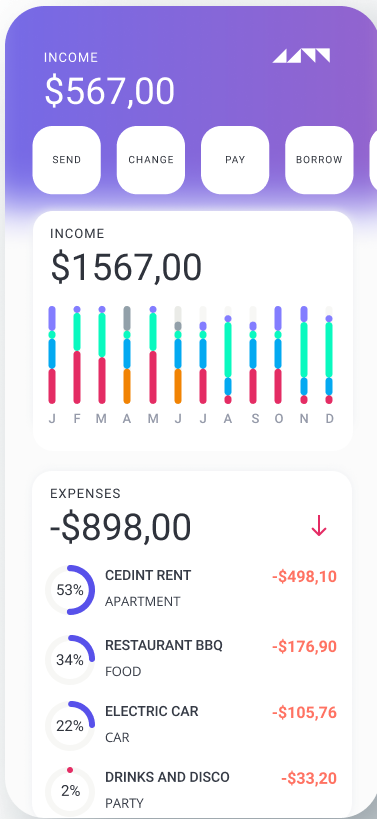 INCOME
$567,00
SEND
CHANGE
PAY
BORROW
INCOME
$1567,00
J F M A M J J A S O N D
EXPENSES
-$898,00
53%
CEDINT RENT
-$498,10
APARTMENT
34%
RESTAURANT BBQ
-$176,90
FOOD
22%
ELECTRIC CAR
-$105,76
CAR
2%
DRINKS AND DISCO
-$33,20
PARTY